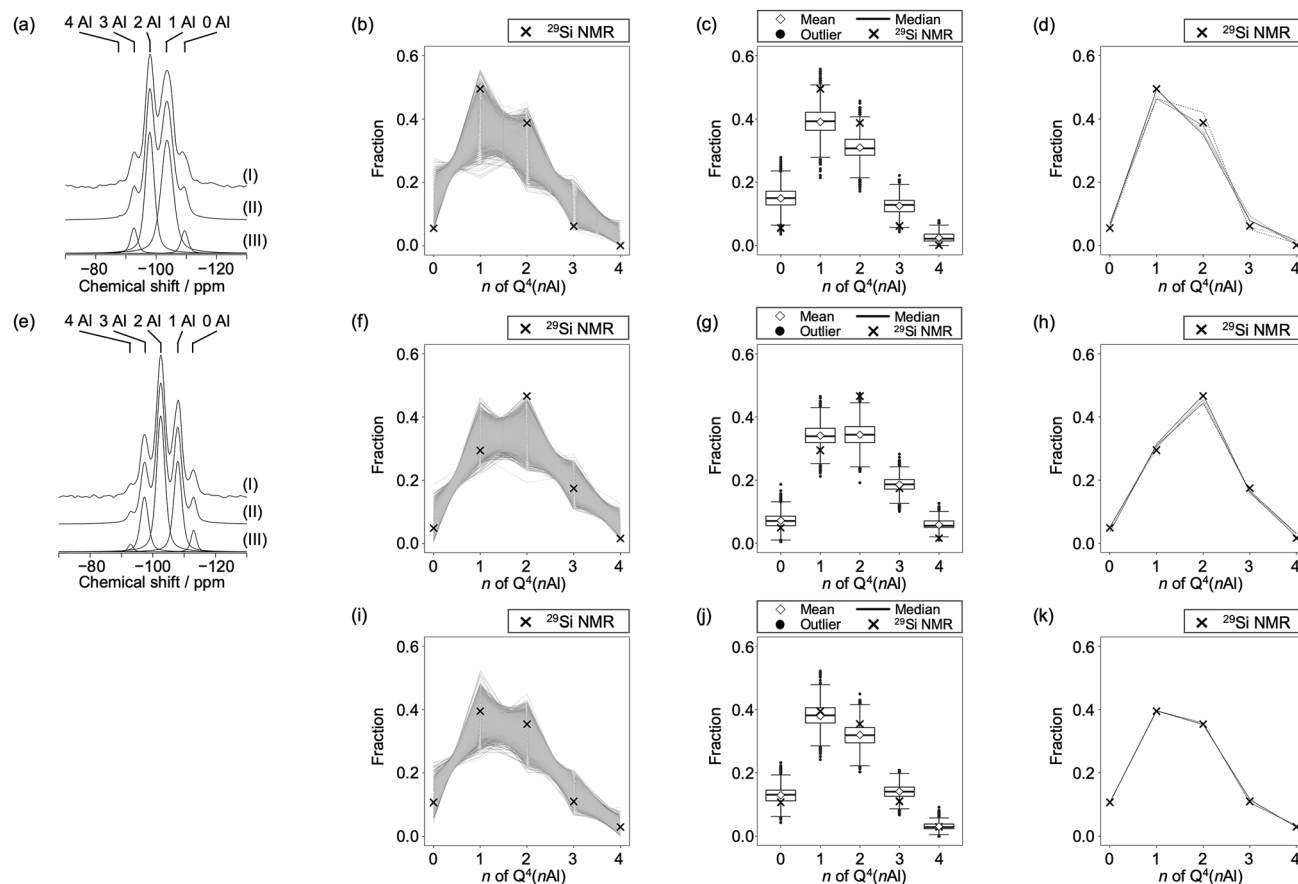 (a)
4 Al 3 Al 2 Al 1 Al 0 Al
(I)
(II)
(III)
−80 −100 −120
Chemical shift / ppm
(b)
× ²⁹Si NMR
Fraction
0.6
0.4
0.2
0.0
0 1 2 3 4
n of Q⁴(nAl)
(c)
◇ Mean — Median
● Outlier × ²⁹Si NMR
Fraction
0.6
0.4
0.2
0.0
0 1 2 3 4
n of Q⁴(nAl)
(d)
× ²⁹Si NMR
Fraction
0.6
0.4
0.2
0.0
0 1 2 3 4
n of Q⁴(nAl)
(e)
4 Al 3 Al 2 Al 1 Al 0 Al
(I)
(II)
(III)
−80 −100 −120
Chemical shift / ppm
(f)
× ²⁹Si NMR
Fraction
0.6
0.4
0.2
0.0
0 1 2 3 4
n of Q⁴(nAl)
(g)
◇ Mean — Median
● Outlier × ²⁹Si NMR
Fraction
0.6
0.4
0.2
0.0
0 1 2 3 4
n of Q⁴(nAl)
(h)
× ²⁹Si NMR
Fraction
0.6
0.4
0.2
0.0
0 1 2 3 4
n of Q⁴(nAl)
(i)
× ²⁹Si NMR
Fraction
0.6
0.4
0.2
0.0
0 1 2 3 4
n of Q⁴(nAl)
(j)
◇ Mean — Median
● Outlier × ²⁹Si NMR
Fraction
0.6
0.4
0.2
0.0
0 1 2 3 4
n of Q⁴(nAl)
(k)
× ²⁹Si NMR
Fraction
0.6
0.4
0.2
0.0
0 1 2 3 4
n of Q⁴(nAl)